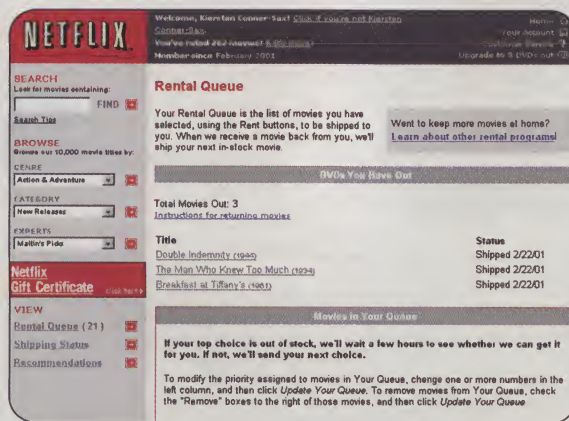 NETFLIX
Welcome, Kierstan Conner-Sax! Click if you're not Kierstan
Conner-Sax.
You've rated 262 movies!
Member since February 2001
Home
Your Account
Customer Service
Upgrade to 8 DVDs out
SEARCH
Look for movies containing:
FIND
Search Tips
BROWSE
Browse our 10,000 movie titles by:
GENRE
Action & Adventure
CATEGORY
New Releases
EXPERTS
Maltin's Picks
Netflix
Gift Certificate
Click here
VIEW
Rental Queue (21)
Shipping Status
Recommendations
Rental Queue
Your Rental Queue is the list of movies you have
selected, using the Rent buttons, to be shipped to
you. When we receive a movie back from you, we'll
ship your next in-stock movie.
Want to keep more movies at home?
Learn about other rental programs!
DVDs You Have Out
Total Movies Out: 3
Instructions for returning movies
Title Status
Double Indemnity (1944) Shipped 2/22/01
The Man Who Knew Too Much (1934) Shipped 2/22/01
Breakfast at Tiffany's (1961) Shipped 2/22/01
Movies in Your Queue
If your top choice is out of stock, we'll wait a few hours to see whether we can get it
for you. If not, we'll send your next choice.
To modify the priority assigned to movies in Your Queue, change one or more numbers in the
left column, and then click Update Your Queue. To remove movies from Your Queue, check
the "Remove" boxes to the right of those movies, and then click Update Your Queue